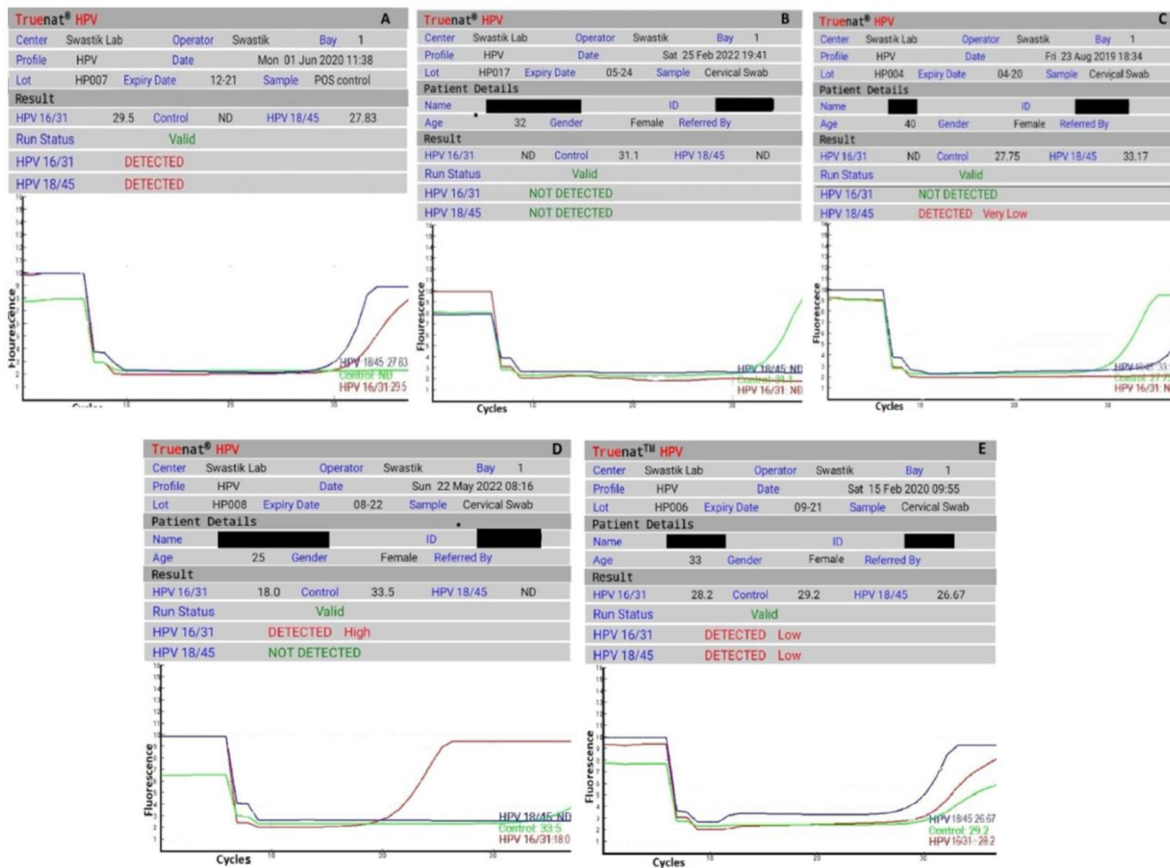 Truenat® HPV A
Center Swastik Lab Operator Swastik Bay 1
Profile HPV Date Mon 01 Jun 2020 11:38
Lot HP007 Expiry Date 12-21 Sample POS control
Result
HPV 16/31 29.5 Control ND HPV 18/45 27.83
Run Status Valid
HPV 16/31 DETECTED
HPV 18/45 DETECTED
Flourescence
HPV 18/45 27.83
Control: ND
HPV 16/31:29.5
Cycles
Truenat® HPV B
Center Swastik Lab Operator Swastik Bay 1
Profile HPV Date Sat 25 Feb 2022 19:41
Lot HP017 Expiry Date 05-24 Sample Cervical Swab
Patient Details
Name ID
Age 32 Gender Female Referred By
Result
HPV 16/31 ND Control 31.1 HPV 18/45 ND
Run Status Valid
HPV 16/31 NOT DETECTED
HPV 18/45 NOT DETECTED
Fluorescence
HPV 18/45: ND
Control: 31.1
HPV 16/31: ND
Cycles
Truenat® HPV C
Center Swastik Lab Operator Swastik Bay 1
Profile HPV Date Fri 23 Aug 2019 18:34
Lot HP004 Expiry Date 04-20 Sample Cervical Swab
Patient Details
Name ID
Age 40 Gender Female Referred By
Result
HPV 16/31 ND Control 27.75 HPV 18/45 33.17
Run Status Valid
HPV 16/31 NOT DETECTED
HPV 18/45 DETECTED Very Low
Fluorescence
Cycles
Truenat® HPV D
Center Swastik Lab Operator Swastik Bay 1
Profile HPV Date Sun 22 May 2022 08:16
Lot HP008 Expiry Date 08-22 Sample Cervical Swab
Patient Details
Name ID
Age 25 Gender Female Referred By
Result
HPV 16/31 18.0 Control 33.5 HPV 18/45 ND
Run Status Valid
HPV 16/31 DETECTED High
HPV 18/45 NOT DETECTED
Fluorescence
HPV 18/45: ND
Control: 33.5
HPV 16/31:18.0
Cycles
Truenat™ HPV E
Center Swastik Lab Operator Swastik Bay 1
Profile HPV Date Sat 15 Feb 2020 09:55
Lot HP006 Expiry Date 09-21 Sample Cervical Swab
Patient Details
Name ID
Age 33 Gender Female Referred By
Result
HPV 16/31 28.2 Control 29.2 HPV 18/45 26.67
Run Status Valid
HPV 16/31 DETECTED Low
HPV 18/45 DETECTED Low
Fluorescence
HPV 18/45 26.67
Control: 29.2
HPV 16/31 : 28.2
Cycles